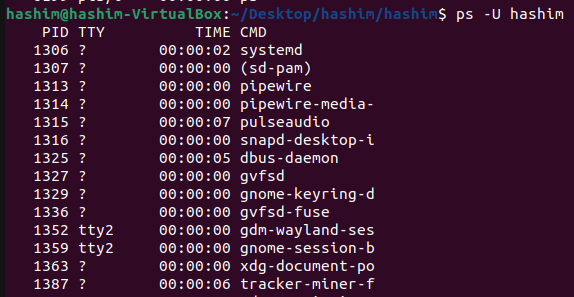 hashim@hashim-VirtualBox:~/Desktop/hashim/hashim$ ps -U hashim
PID TTY TIME CMD
1306 ? 00:00:02 systemd
1307 ? 00:00:00 (sd-pam)
1313 ? 00:00:00 pipewire
1314 ? 00:00:00 pipewire-media-
1315 ? 00:00:07 pulseaudio
1316 ? 00:00:00 snapd-desktop-i
1325 ? 00:00:05 dbus-daemon
1327 ? 00:00:00 gvfsd
1329 ? 00:00:00 gnome-keyring-d
1336 ? 00:00:00 gvfsd-fuse
1352 tty2 00:00:00 gdm-wayland-ses
1359 tty2 00:00:00 gnome-session-b
1363 ? 00:00:00 xdg-document-po
1387 ? 00:00:06 tracker-miner-f